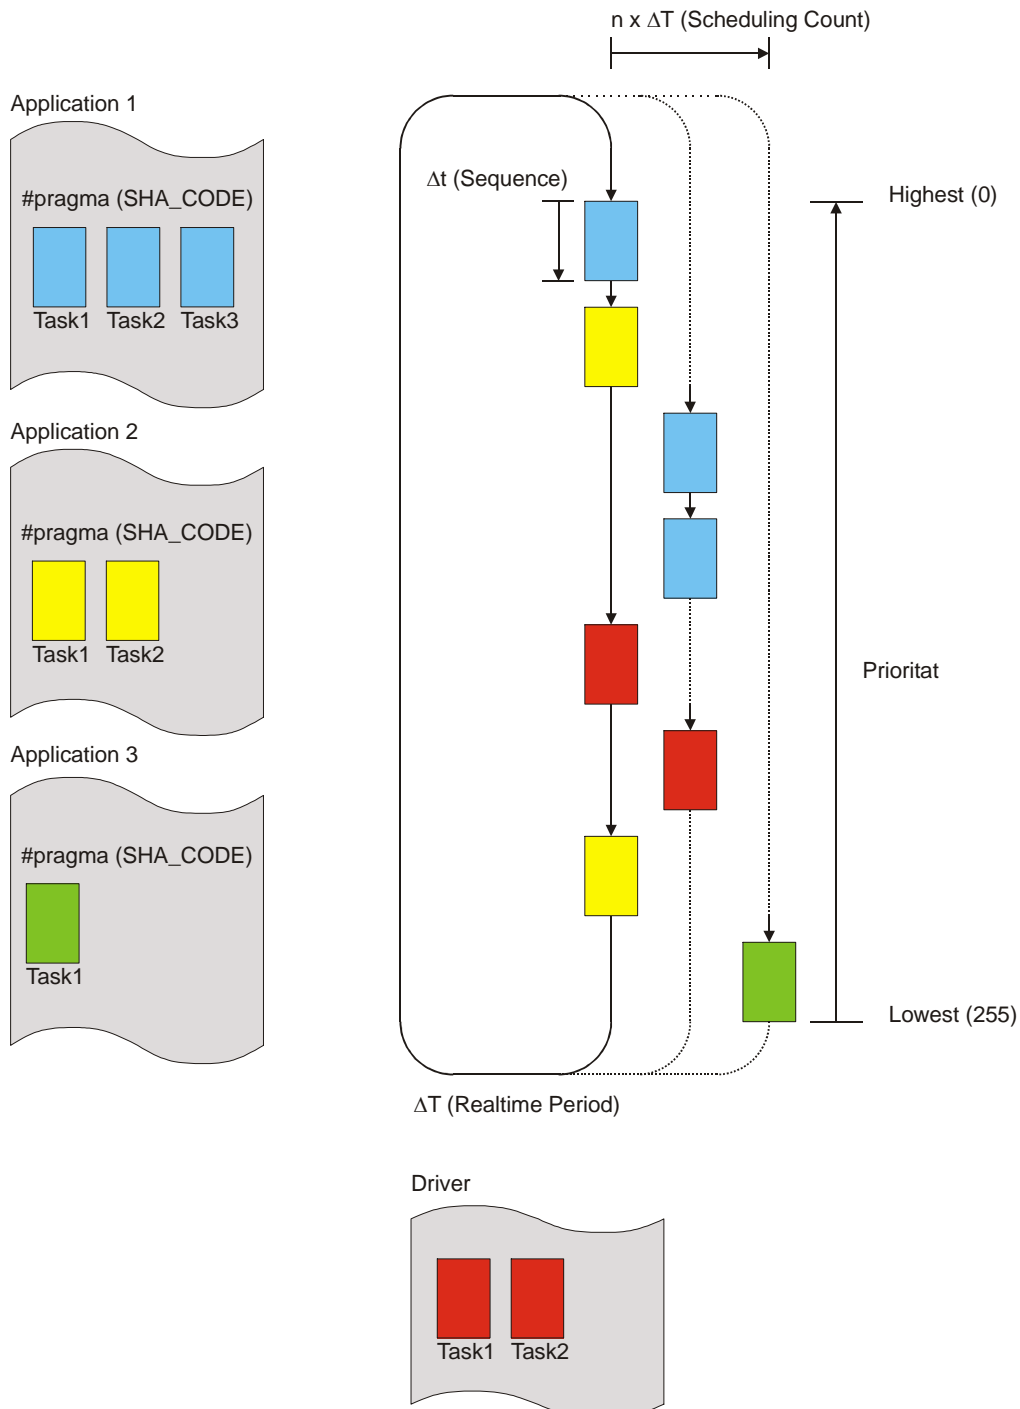 n x ΔT (Scheduling Count)
Application 1
#pragma (SHA_CODE)
Task1 Task2 Task3
Δt (Sequence)
Highest (0)
Application 2
#pragma (SHA_CODE)
Task1 Task2
Prioritat
Application 3
#pragma (SHA_CODE)
Task1
Lowest (255)
ΔT (Realtime Period)
Driver
Task1 Task2